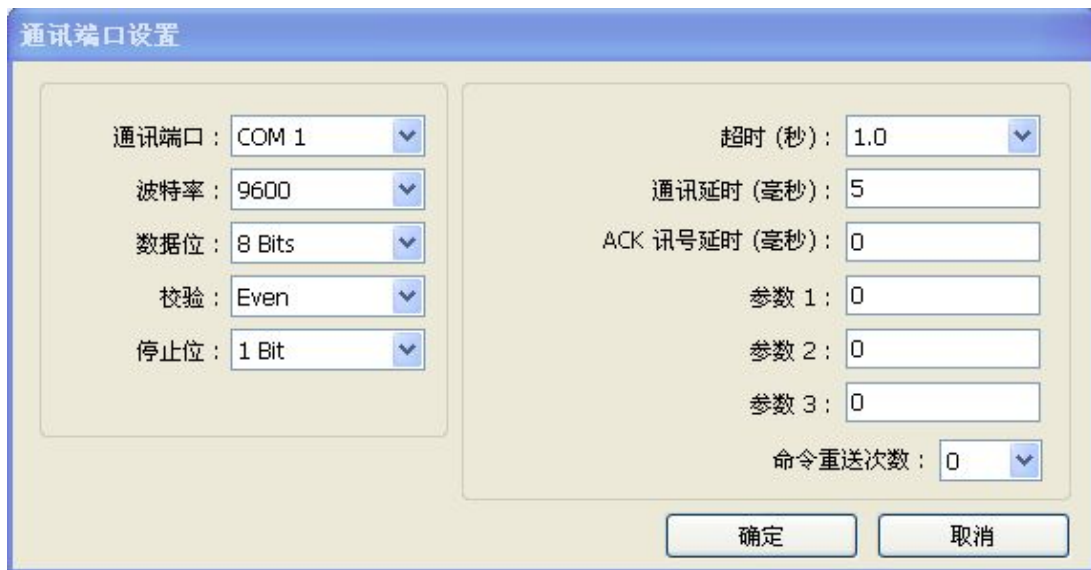 通讯端口设置
通讯端口： COM 1
波特率： 9600
数据位： 8 Bits
校验： Even
停止位： 1 Bit
超时 (秒)： 1.0
通讯延时 (毫秒)： 5
ACK 讯号延时 (毫秒)： 0
参数 1： 0
参数 2： 0
参数 3： 0
命令重送次数： 0
确定 取消